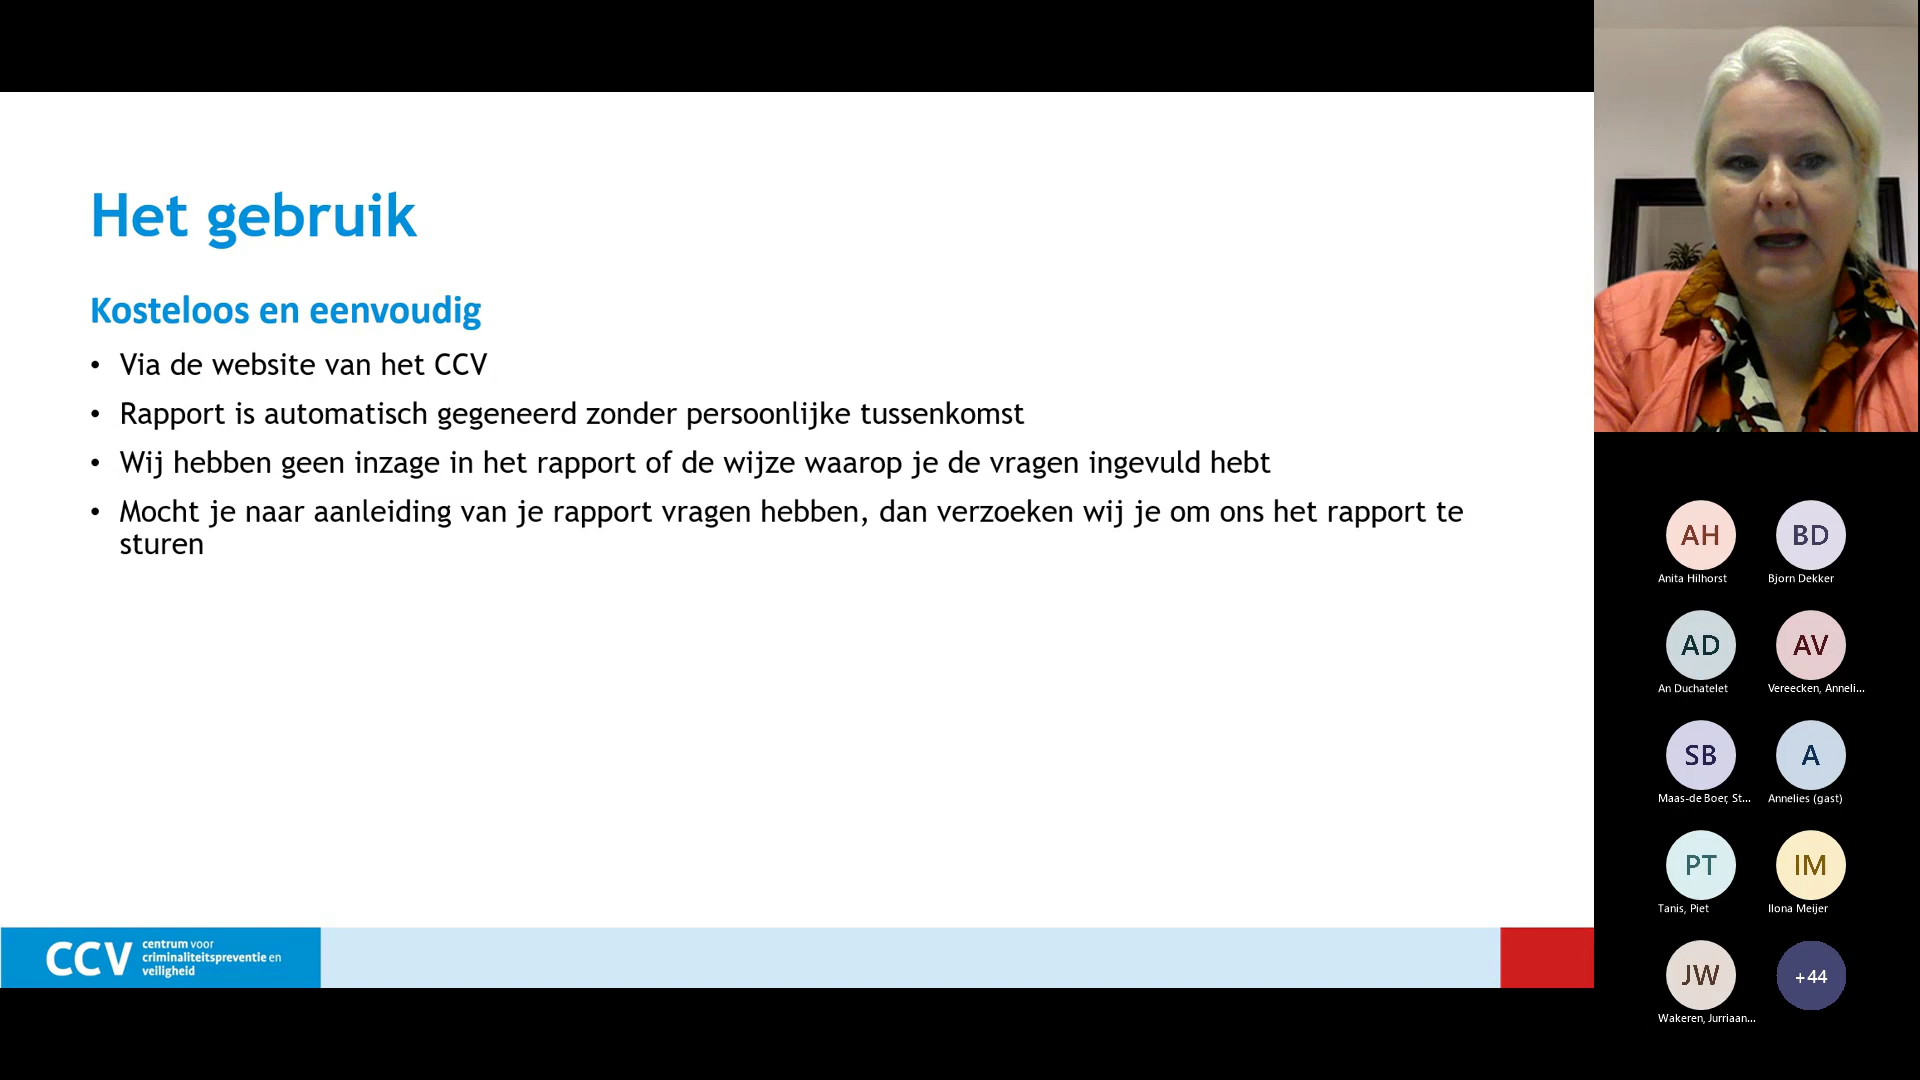 Het gebruik
Kosteloos en eenvoudig
• Via de website van het CCV
• Rapport is automatisch gegeneerd zonder persoonlijke tussenkomst
• Wij hebben geen inzage in het rapport of de wijze waarop je de vragen ingevuld hebt
• Mocht je naar aanleiding van je rapport vragen hebben, dan verzoeken wij je om ons het rapport te
sturen
CCV
centrum voor
criminaliteitspreventie en
veiligheid
AH
Anita Hilhorst
BD
Bjorn Dekker
AD
An Duchatelet
AV
Vereecken, Anneli...
SB
Maas-de Boer, St...
A
Annelies (gast)
PT
Tanis, Piet
IM
Ilona Meijer
JW
Wakeren, Jurriaan...
+44